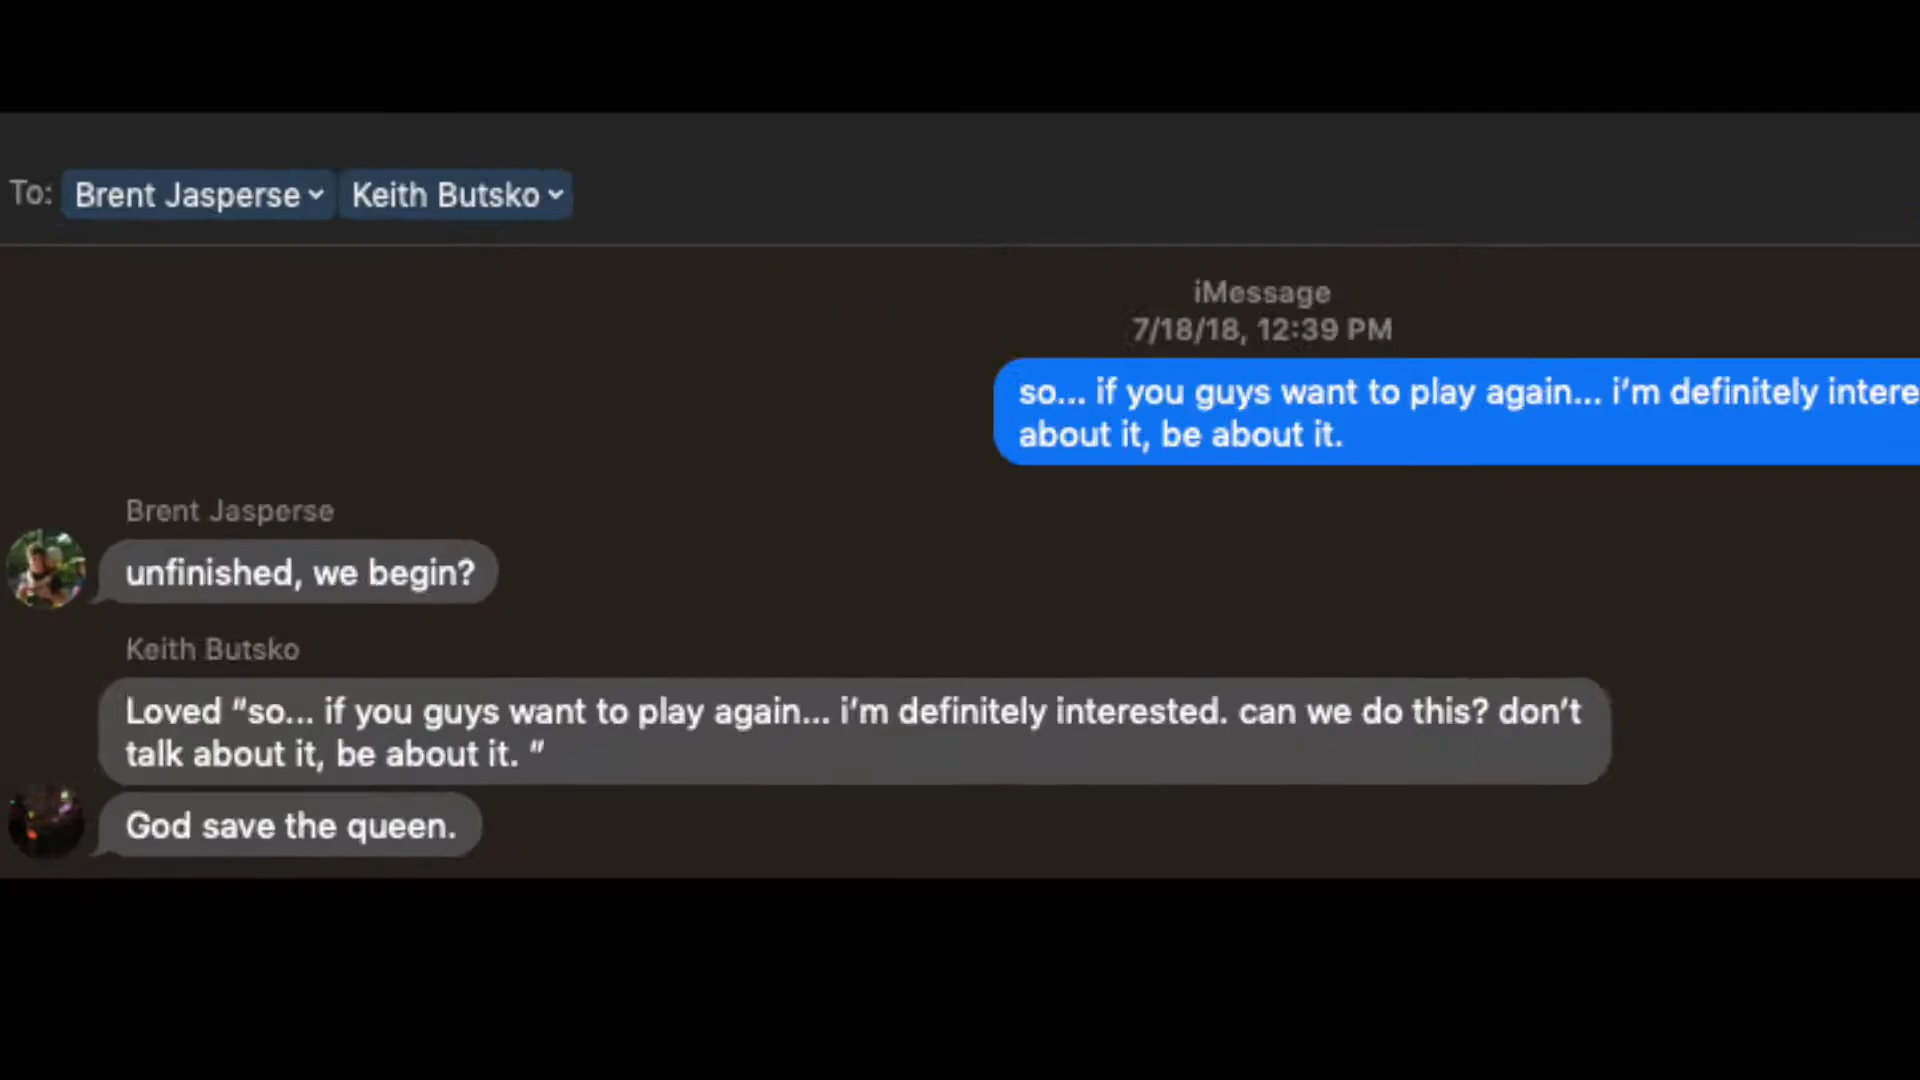 To: Brent Jasperse Keith Butsko
iMessage
7/18/18, 12:39 PM
so... if you guys want to play again... i'm definitely intere
about it, be about it.
Brent Jasperse
unfinished, we begin?
Keith Butsko
Loved "so... if you guys want to play again... i'm definitely interested. can we do this? don't
talk about it, be about it. "
God save the queen.